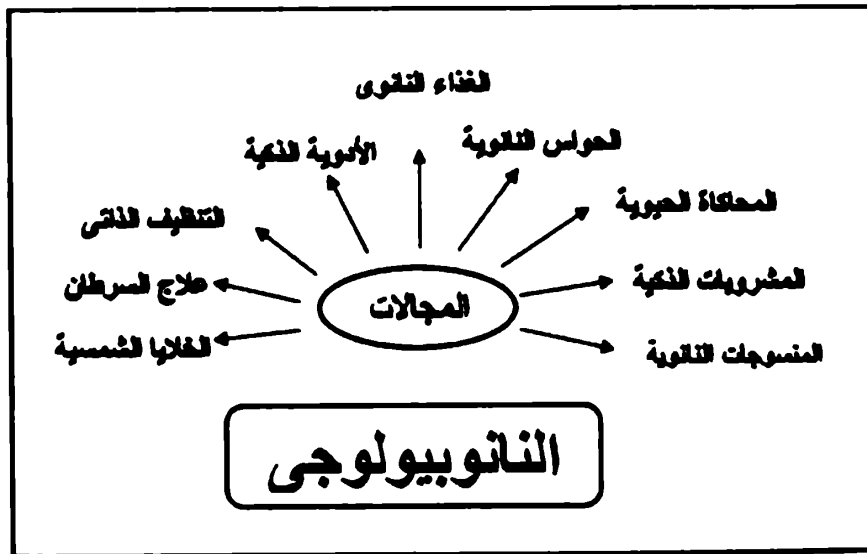 الغذاء النانوى
الحواس النانوية
الأدوية الذكية
المحاكاة الحيوية
التنظيف الذاتى
المشروبات الذكية
علاج السرطان
المجالات
المنسوجات النانوية
الخلايا الشمسية
النانوبيولوجى